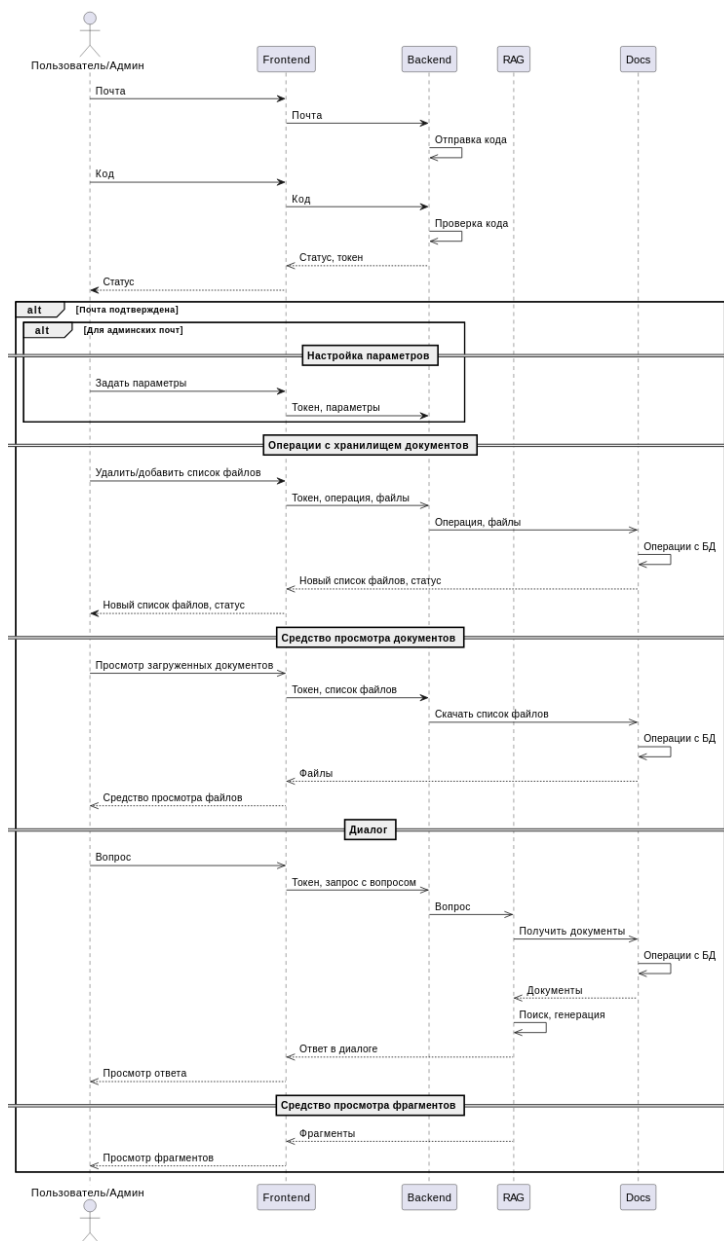 Пользователь/Админ
Frontend
Backend
RAG
Docs
Почта
Почта
Отправка кода
Код
Код
Проверка кода
Статус, токен
Статус
alt [Почта подтверждена]
alt [Для админских почт]
Настройка параметров
Задать параметры
Токен, параметры
Операции с хранилищем документов
Удалить/добавить список файлов
Токен, операция, файлы
Операция, файлы
Операции с БД
Новый список файлов, статус
Новый список файлов, статус
Средство просмотра документов
Просмотр загруженных документов
Токен, список файлов
Скачать список файлов
Операции с БД
Файлы
Средство просмотра файлов
Диалог
Вопрос
Токен, запрос с вопросом
Вопрос
Получить документы
Операции с БД
Документы
Поиск, генерация
Ответ в диалоге
Просмотр ответа
Средство просмотра фрагментов
Фрагменты
Просмотр фрагментов
Пользователь/Админ
Frontend
Backend
RAG
Docs